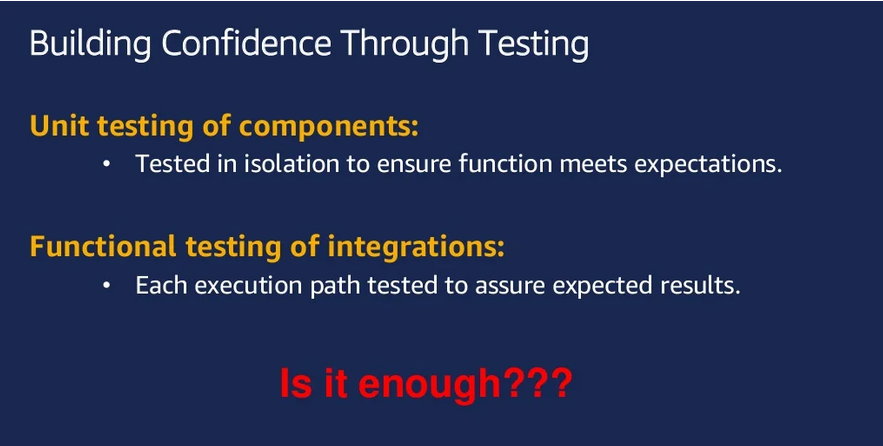 Building Confidence Through Testing
Unit testing of components:
• Tested in isolation to ensure function meets expectations.
Functional testing of integrations:
• Each execution path tested to assure expected results.
Is it enough???